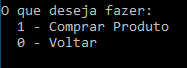 O que deseja fazer:
1 - Comprar Produto
0 - Voltar